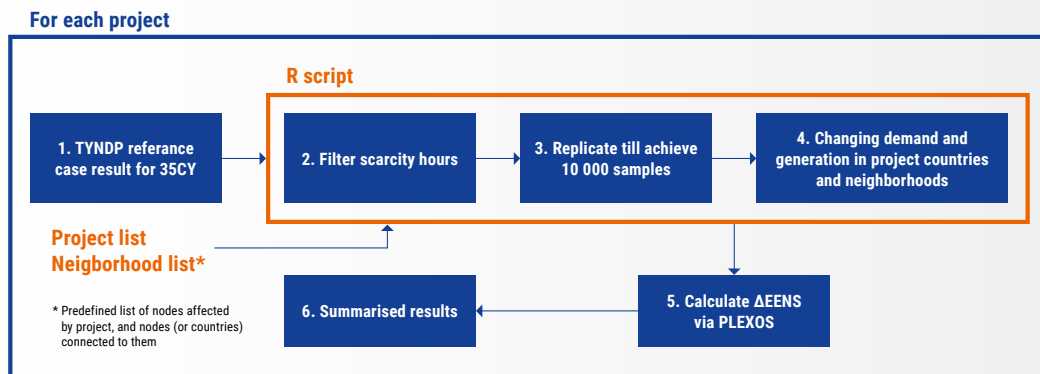 For each project
R script
1. TYNDP referance
case result for 35CY
2. Filter scarcity hours
3. Replicate till achieve
10 000 samples
4. Changing demand and
generation in project countries
and neighborhoods
Project list
Neigborhood list*
* Predefined list of nodes affected
by project, and nodes (or countries)
connected to them
5. Calculate ΔEENS
via PLEXOS
6. Summarised results